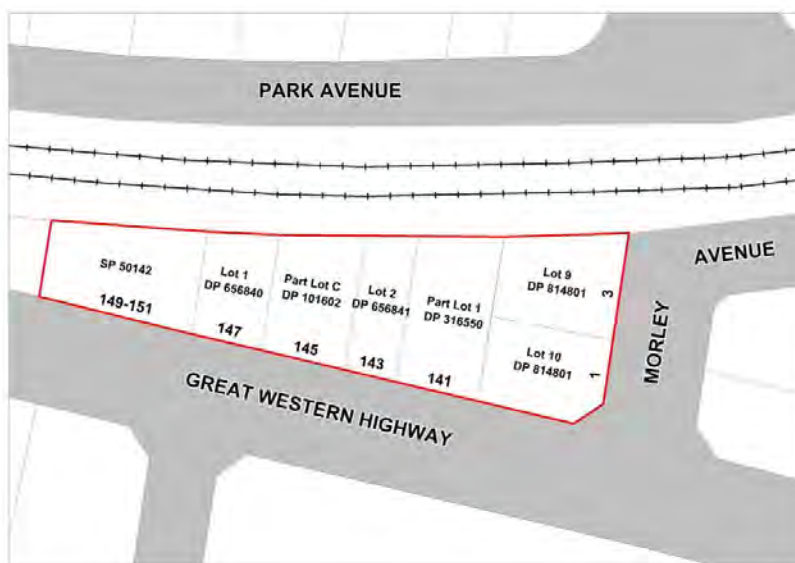 PARK AVENUE
SP 50142
149-151
Lot 1
DP 656840
147
Part Lot C
DP 101602
145
Lot 2
DP 656841
143
Part Lot 1
DP 316550
141
Lot 9
DP 814801
3
Lot 10
DP 814801
1
AVENUE
MORLEY
GREAT WESTERN HIGHWAY